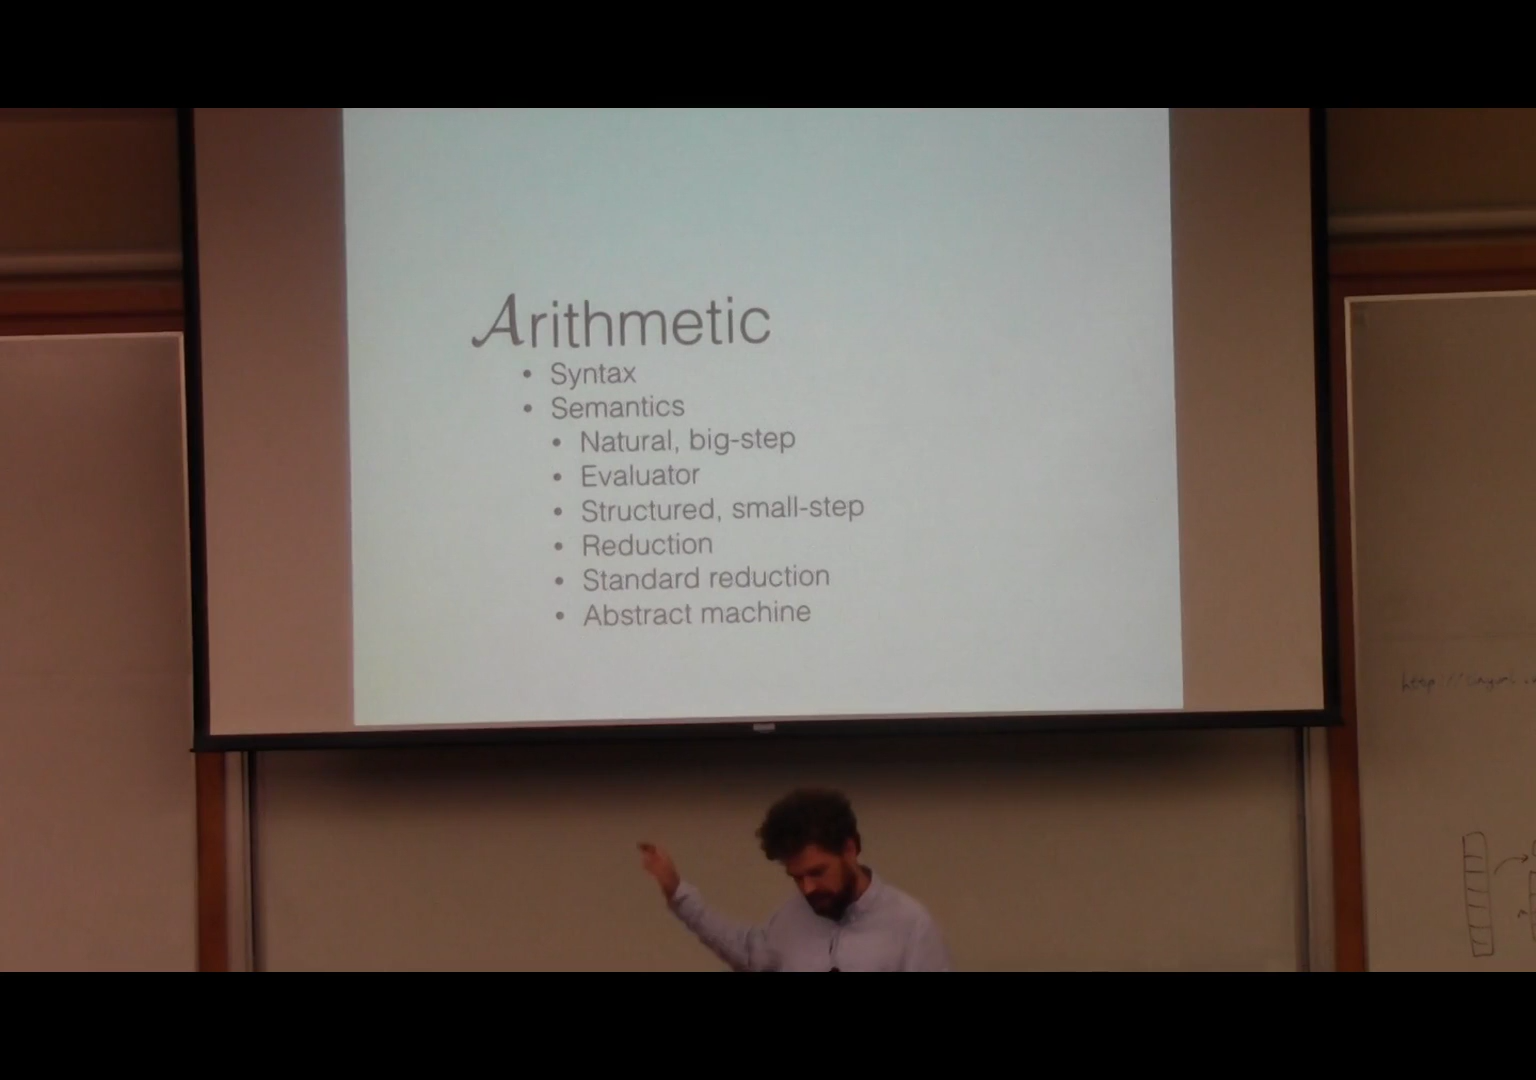 Arithmetic
• Syntax
• Semantics
• Natural, big-step
• Evaluator
• Structured, small-step
• Reduction
• Standard reduction
• Abstract machine